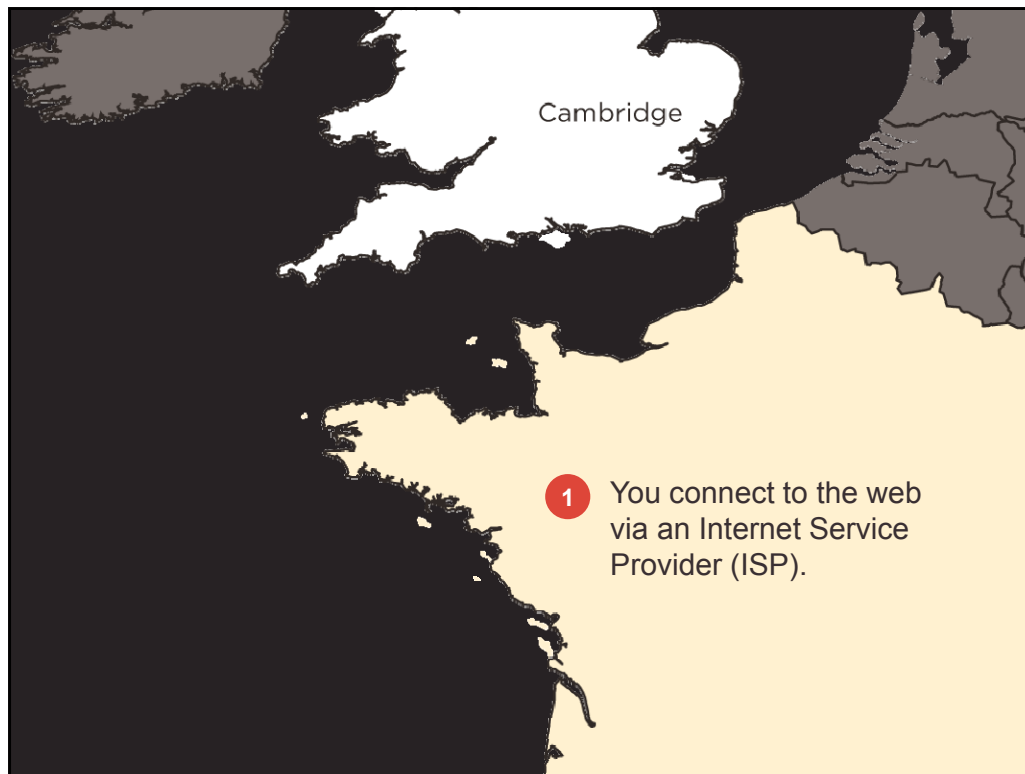 Cambridge
1
You connect to the web
via an Internet Service
Provider (ISP).